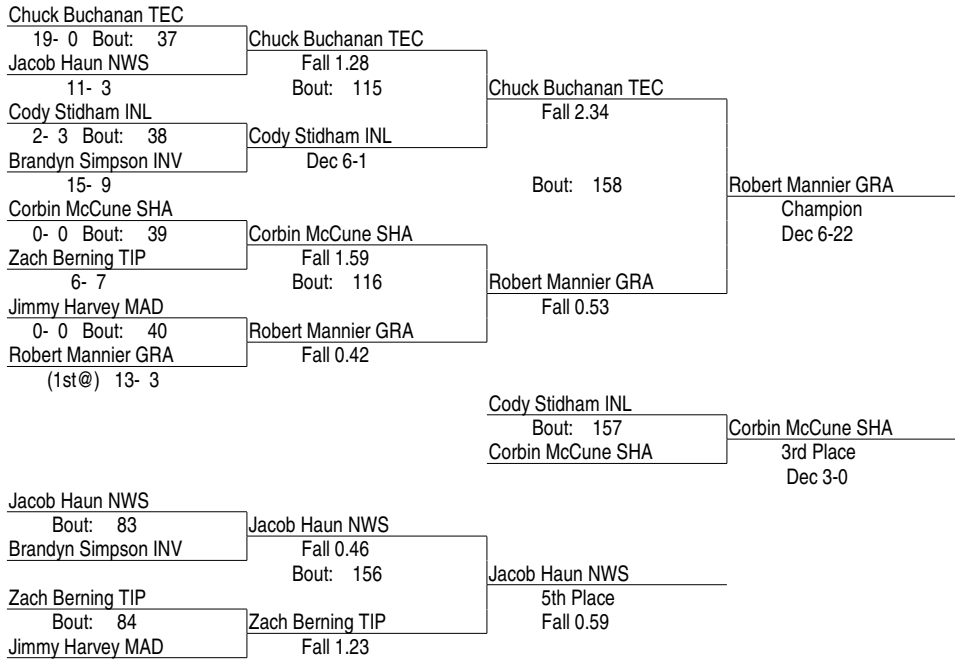 Chuck Buchanan TEC
19- 0 Bout: 37
Jacob Haun NWS
11- 3
Cody Stidham INL
2- 3 Bout: 38
Brandyn Simpson INV
15- 9
Corbin McCune SHA
0- 0 Bout: 39
Zach Berning TIP
6- 7
Jimmy Harvey MAD
0- 0 Bout: 40
Robert Mannier GRA
(1st@) 13- 3
Chuck Buchanan TEC
Fall 1.28
Bout: 115
Cody Stidham INL
Dec 6-1
Corbin McCune SHA
Fall 1.59
Bout: 116
Robert Mannier GRA
Fall 0.42
Chuck Buchanan TEC
Fall 2.34
Bout: 158
Robert Mannier GRA
Fall 0.53
Robert Mannier GRA
Champion
Dec 6-22
Cody Stidham INL
Bout: 157
Corbin McCune SHA
Corbin McCune SHA
3rd Place
Dec 3-0
Jacob Haun NWS
Bout: 83
Brandyn Simpson INV
Zach Berning TIP
Bout: 84
Jimmy Harvey MAD
Jacob Haun NWS
Fall 0.46
Bout: 156
Zach Berning TIP
Fall 1.23
Jacob Haun NWS
5th Place
Fall 0.59